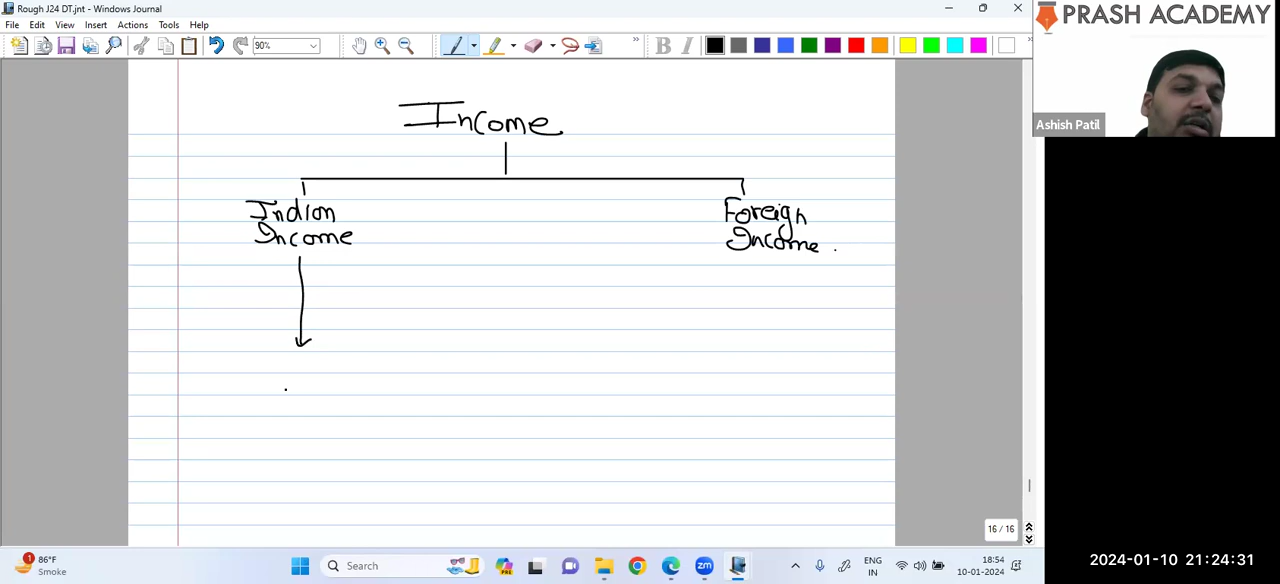 Rough J24 DT.jnt - Windows Journal
PRASH ACADEMY
File Edit View Insert Actions Tools Help
90%
B I
Ashish Patil
Income
Indian
Income
Foreign
Income
16 / 16
86°F
Smoke
Search
PRE
ENG
IN
18:54
10-01-2024
2024-01-10 21:24:31